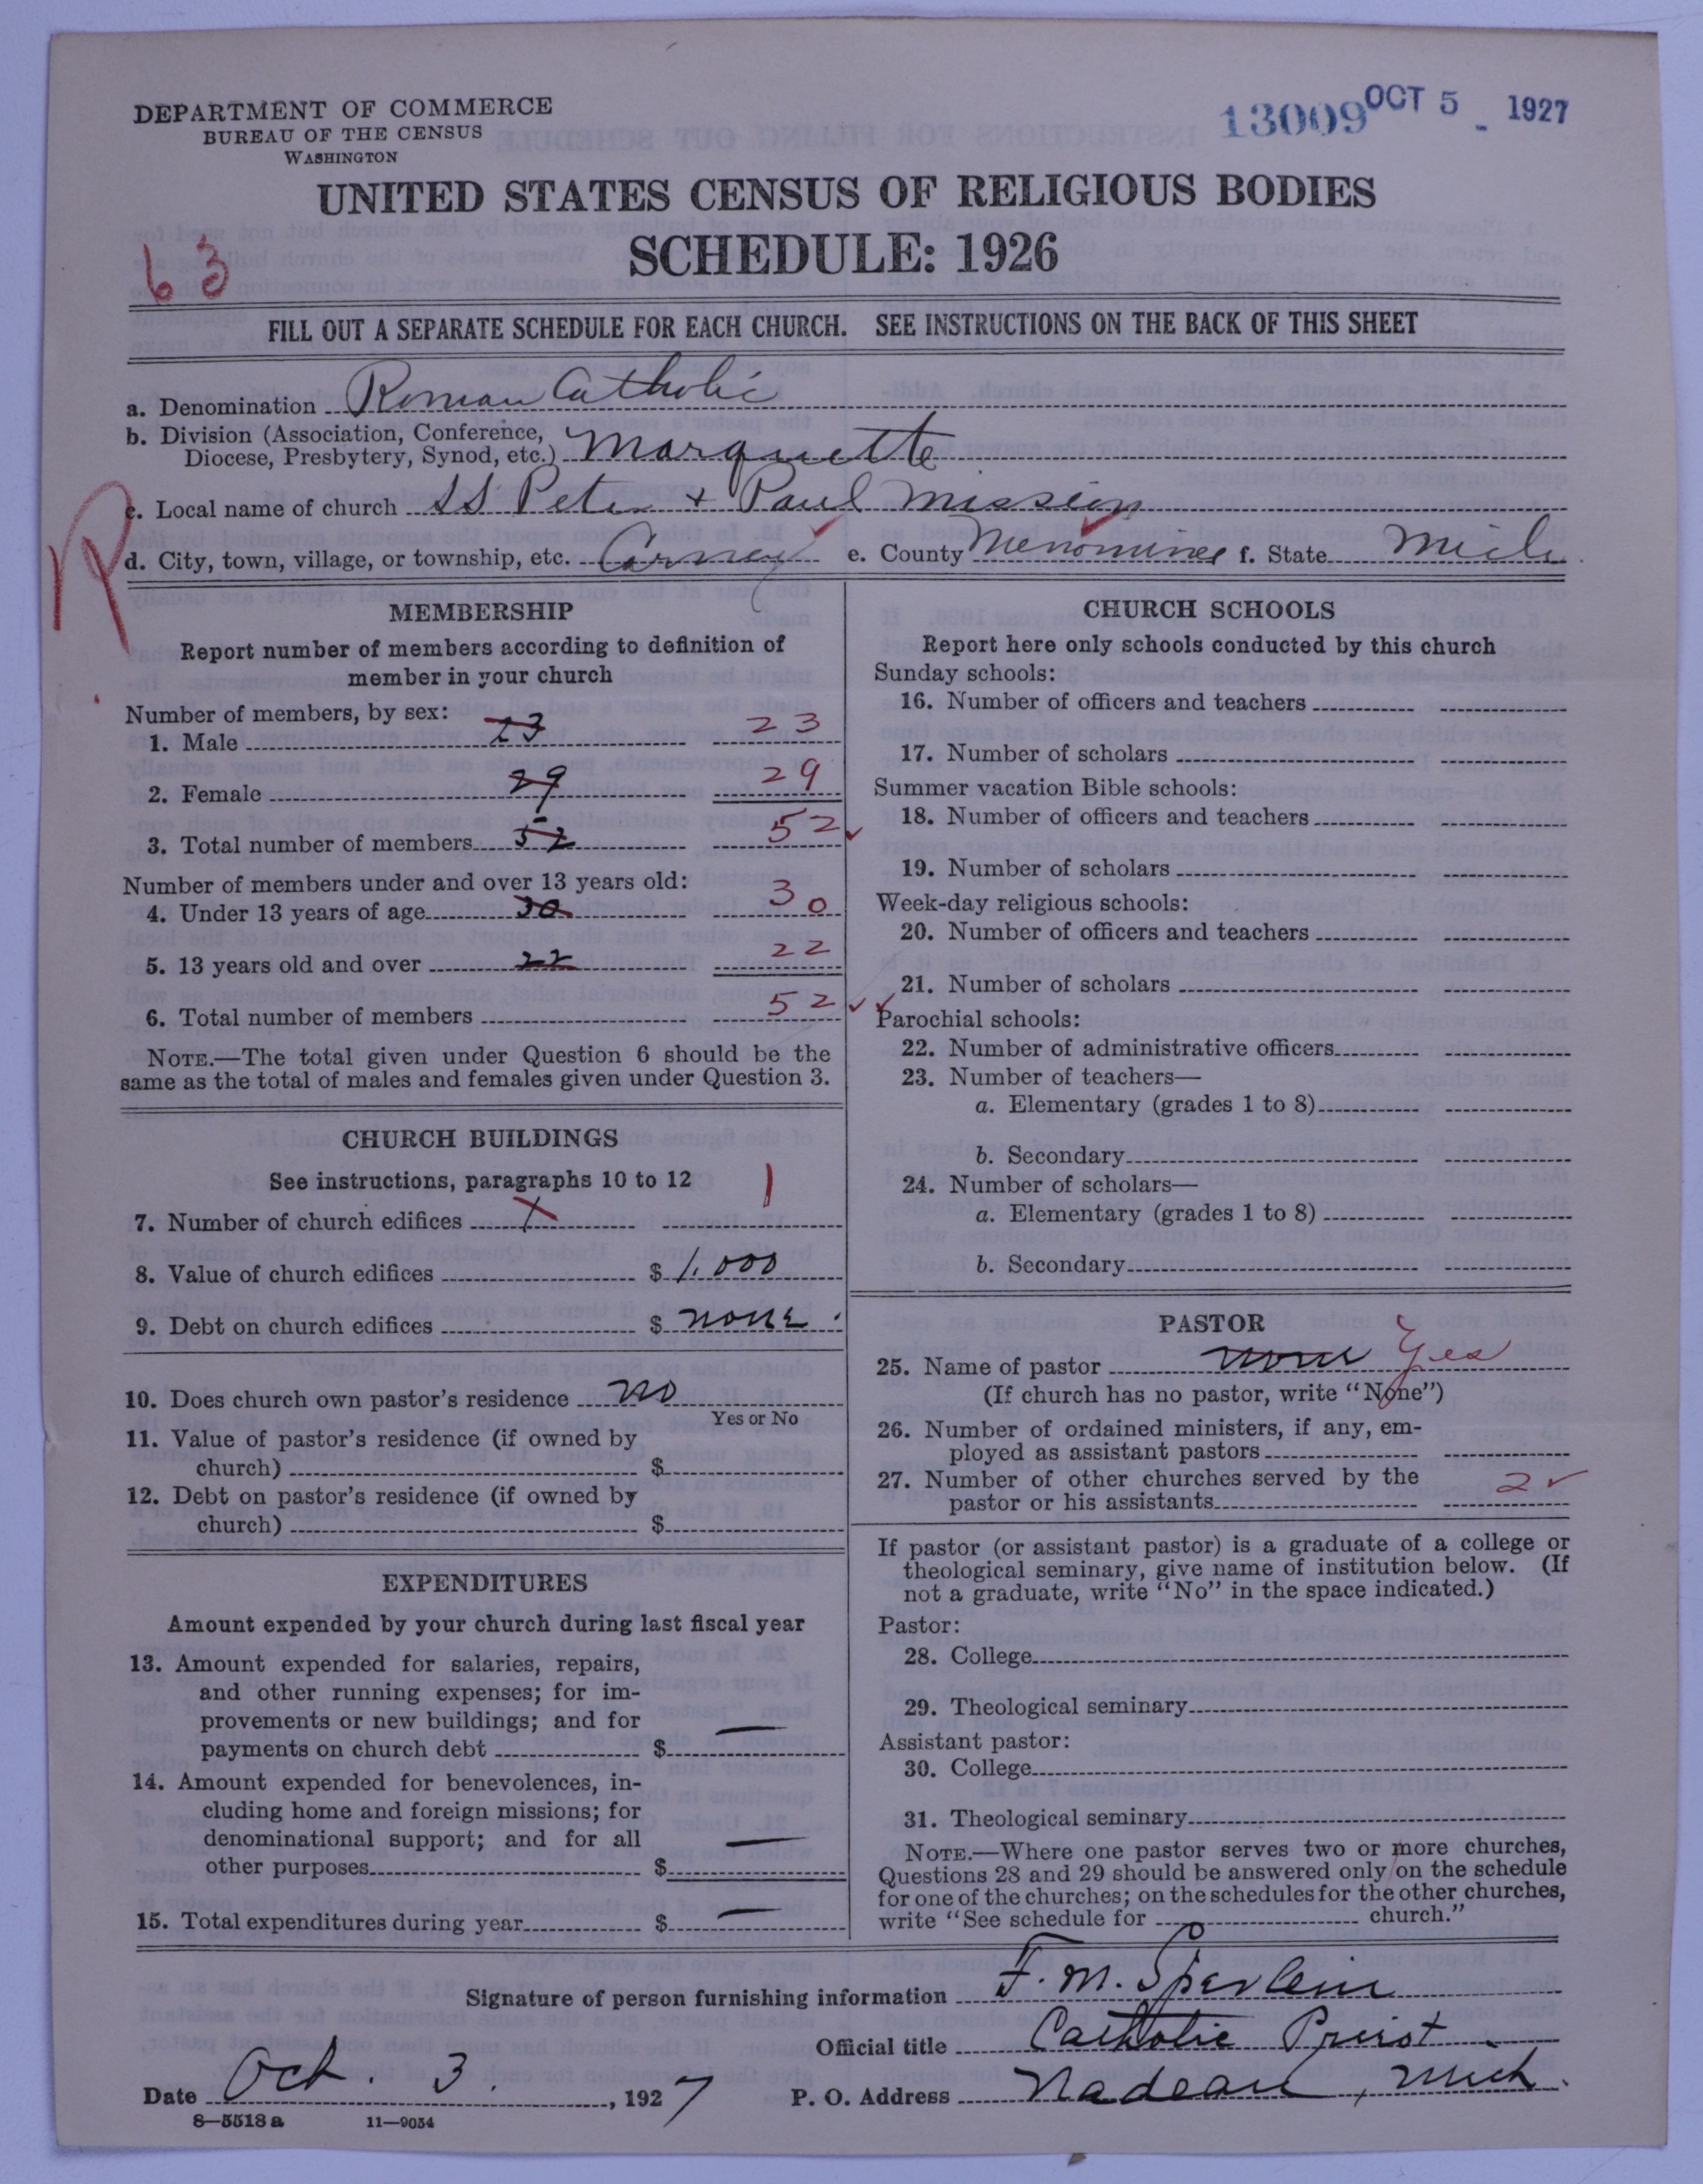 DEPARTMENT OF COMMERCE
BUREAU OF THE CENSUS
WASHINGTON
13009 OCT 5 1927
UNITED STATES CENSUS OF RELIGIOUS BODIES
SCHEDULE: 1926
63
FILL OUT A SEPARATE SCHEDULE FOR EACH CHURCH. SEE INSTRUCTIONS ON THE BACK OF THIS SHEET
a. Denomination Roman Catholic
b. Division (Association, Conference,
Diocese, Presbytery, Synod, etc.) Marquette
c. Local name of church SS Peter & Paul Mission
d. City, town, village, or township, etc. Carney e. County Menominee f. State Mich
MEMBERSHIP
Report number of members according to definition of
member in your church
Number of members, by sex:
1. Male 23 23
2. Female 29 29
3. Total number of members 52 52
Number of members under and over 13 years old:
4. Under 13 years of age 30 30
5. 13 years old and over 22 22
6. Total number of members 52
NOTE.—The total given under Question 6 should be the
same as the total of males and females given under Question 3.
CHURCH BUILDINGS
See instructions, paragraphs 10 to 12
7. Number of church edifices 1 1
8. Value of church edifices $ 1,000
9. Debt on church edifices $ none.
10. Does church own pastor's residence no
Yes or No
11. Value of pastor's residence (if owned by
church) $
12. Debt on pastor's residence (if owned by
church) $
EXPENDITURES
Amount expended by your church during last fiscal year
13. Amount expended for salaries, repairs,
and other running expenses; for im-
provements or new buildings; and for
payments on church debt $ —
14. Amount expended for benevolences, in-
cluding home and foreign missions; for
denominational support; and for all
other purposes $ —
15. Total expenditures during year $ —
CHURCH SCHOOLS
Report here only schools conducted by this church
Sunday schools:
16. Number of officers and teachers
17. Number of scholars
Summer vacation Bible schools:
18. Number of officers and teachers
19. Number of scholars
Week-day religious schools:
20. Number of officers and teachers
21. Number of scholars
Parochial schools:
22. Number of administrative officers
23. Number of teachers—
a. Elementary (grades 1 to 8)
b. Secondary
24. Number of scholars—
a. Elementary (grades 1 to 8)
b. Secondary
PASTOR
25. Name of pastor none Yes
(If church has no pastor, write "None")
26. Number of ordained ministers, if any, em-
ployed as assistant pastors
27. Number of other churches served by the
pastor or his assistants 2
If pastor (or assistant pastor) is a graduate of a college or
theological seminary, give name of institution below. (If
not a graduate, write "No" in the space indicated.)
Pastor:
28. College
29. Theological seminary
Assistant pastor:
30. College
31. Theological seminary
NOTE.—Where one pastor serves two or more churches,
Questions 28 and 29 should be answered only on the schedule
for one of the churches; on the schedules for the other churches,
write "See schedule for church."
Signature of person furnishing information F. M. Sperlein
Official title Catholic Priest
Date Oct. 3, 1927 P. O. Address Nadeau, Mich.
8—5518 a 11—9054